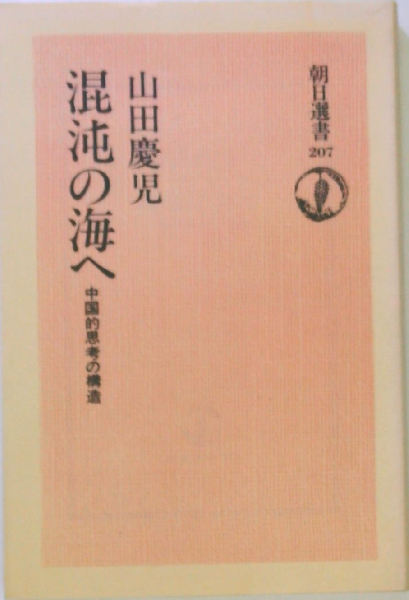 朝日選書
207
山田慶児
混沌の海へ
中国的思考の構造